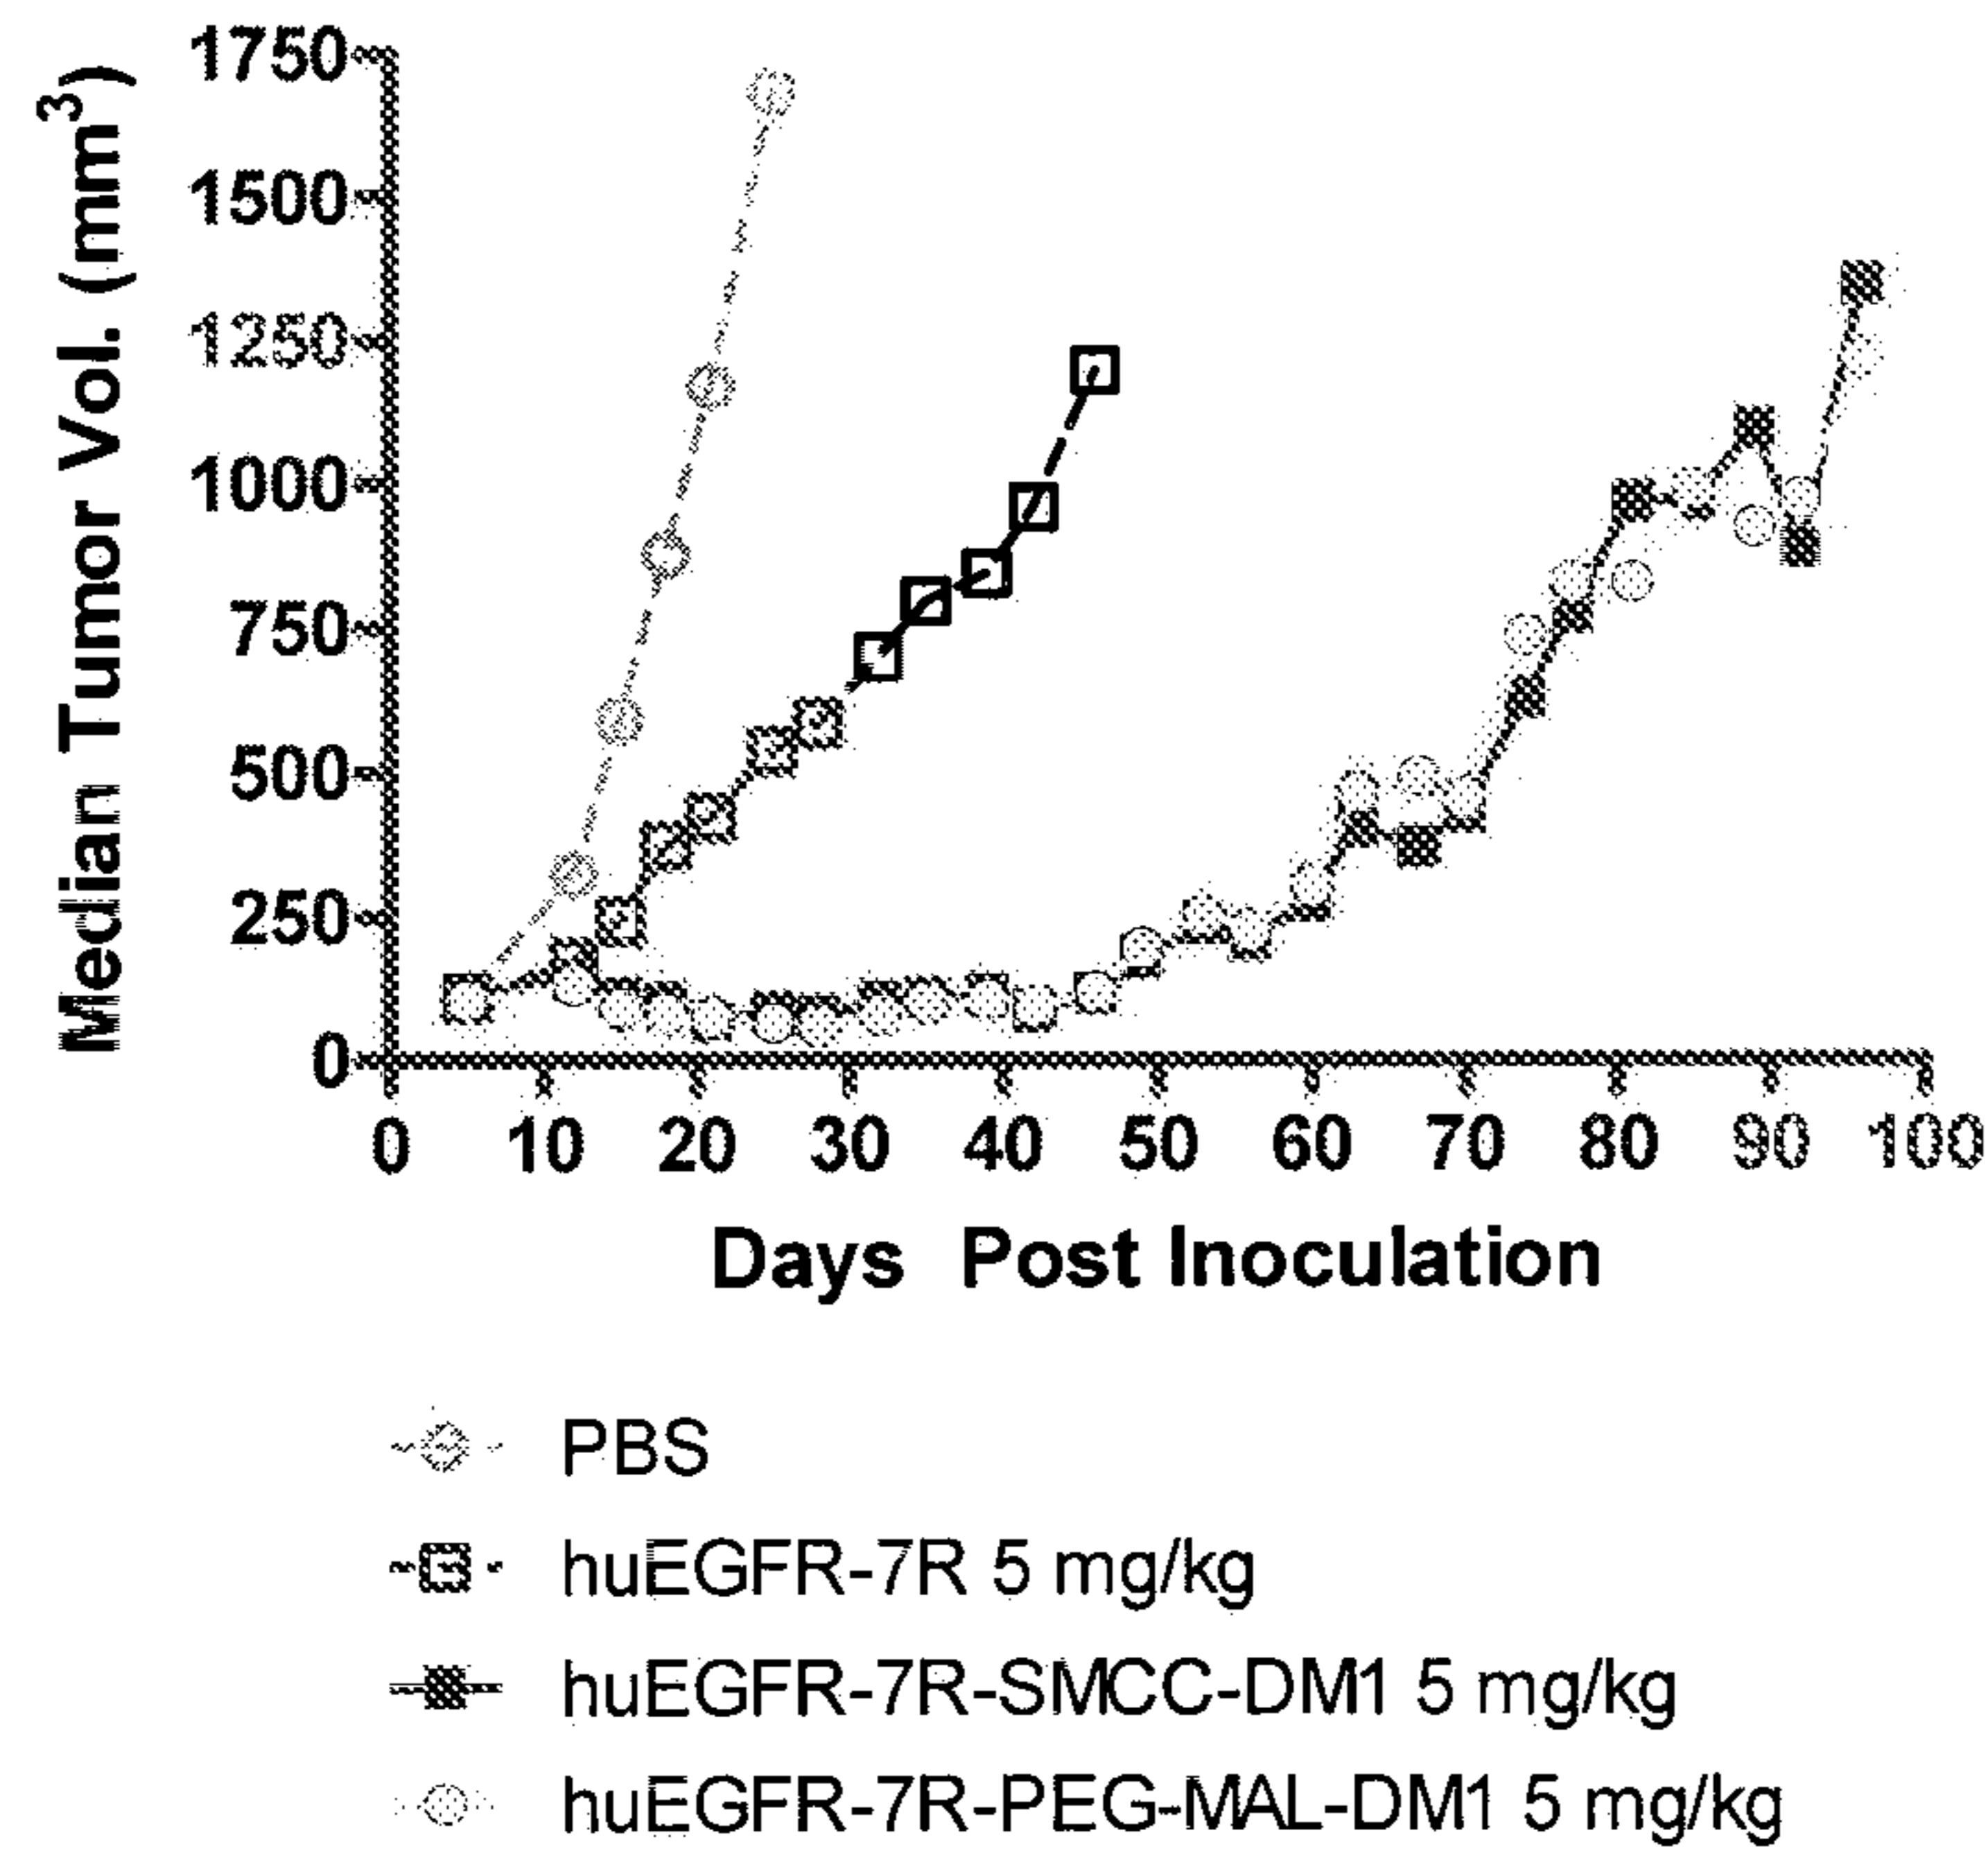 Median Tumor Vol. (mm³)
1750
1500
1250
1000
750
500
250
0
0 10 20 30 40 50 60 70 80 90 100
Days Post Inoculation
PBS
huEGFR-7R 5 mg/kg
huEGFR-7R-SMCC-DM1 5 mg/kg
huEGFR-7R-PEG-MAL-DM1 5 mg/kg